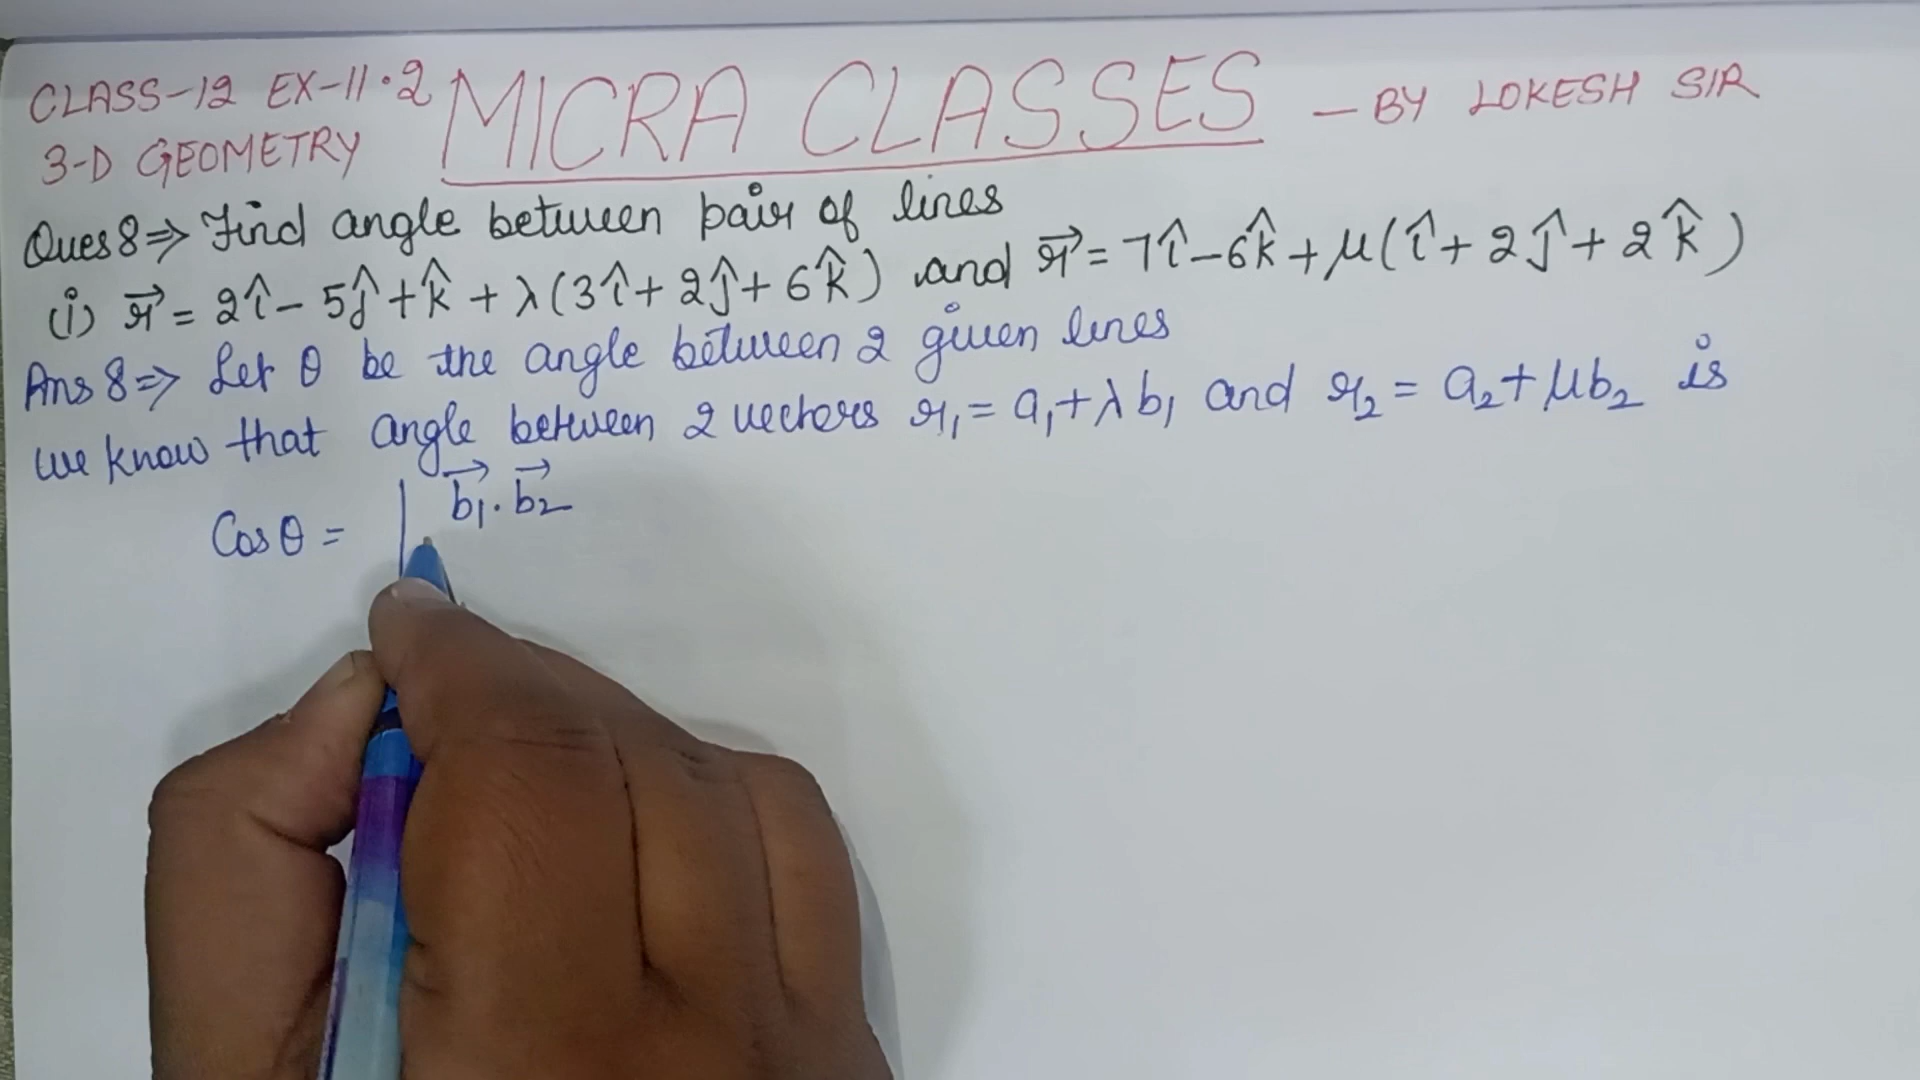 CLASS-12 EX-11.2 MICRA CLASSES - BY LOKESH SIR
3-D GEOMETRY
Ques 8⇒ Find angle between pair of lines
(i) r⃗ = 2î - 5ĵ + k̂ + λ(3î + 2ĵ + 6k̂) and r⃗ = 7î - 6k̂ + μ(î + 2ĵ + 2k̂)
Ans 8⇒ Let θ be the angle between 2 given lines
we know that angle between 2 vectors r₁ = a₁ + λb₁ and r₂ = a₂ + μb₂ is
Cos θ = | b⃗₁ . b⃗₂